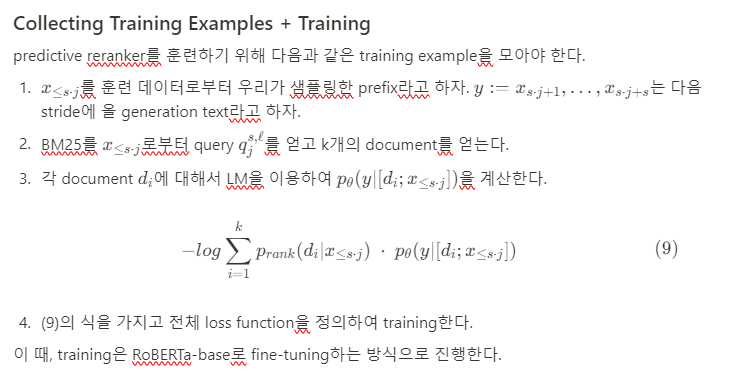 Collecting Training Examples + Training
predictive reranker를 훈련하기 위해 다음과 같은 training example을 모아야 한다.
1. $x_{\leq s \cdot j}$를 훈련 데이터로부터 우리가 샘플링한 prefix라고 하자. $y := x_{s \cdot j+1}, \ldots, x_{s \cdot j+s}$는 다음
stride에 올 generation text라고 하자.
2. BM25를 $x_{\leq s \cdot j}$로부터 query $q_j^{s,\ell}$를 얻고 k개의 document를 얻는다.
3. 각 document $d_i$에 대해서 LM을 이용하여 $p_\theta(y|[d_i; x_{\leq s \cdot j}])$을 계산한다.
$-log \sum_{i=1}^{k} p_{rank}(d_i|x_{\leq s \cdot j}) \cdot p_\theta(y|[d_i; x_{\leq s \cdot j}])$ (9)
4. (9)의 식을 가지고 전체 loss function을 정의하여 training한다.
이 때, training은 RoBERTa-base로 fine-tuning하는 방식으로 진행한다.